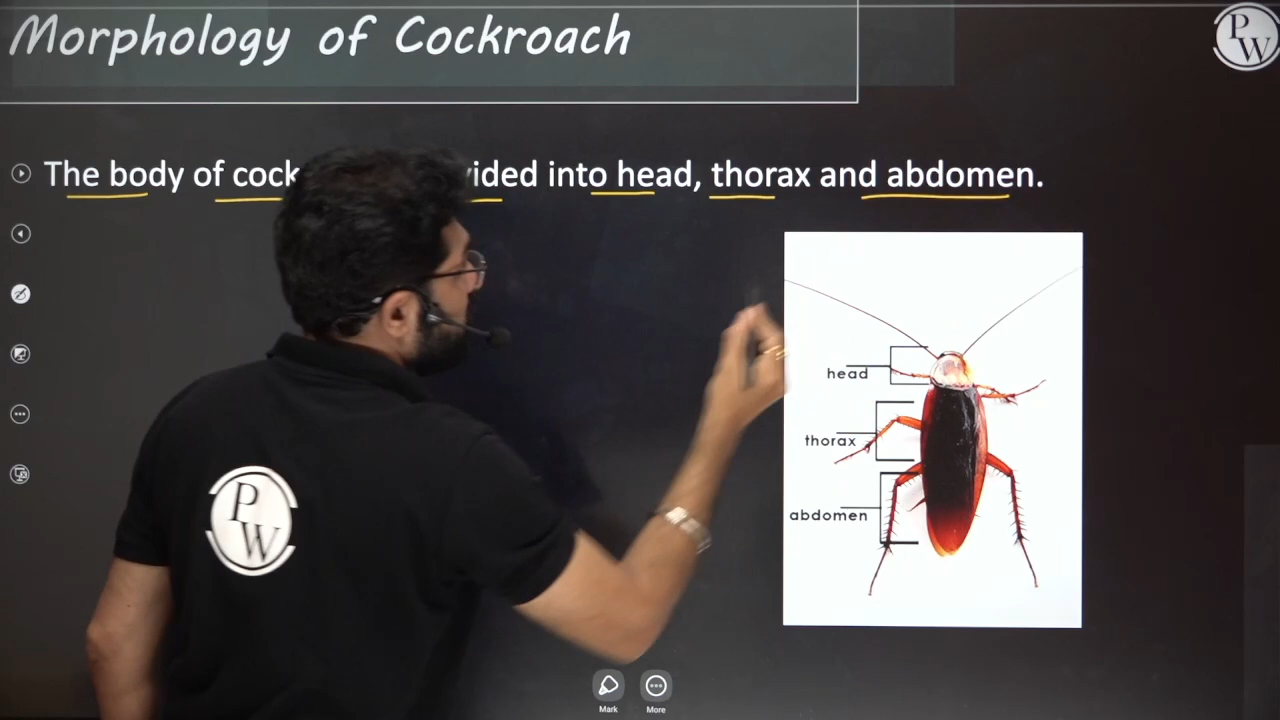 Morphology of Cockroach
PW
The body of cock vided into head, thorax and abdomen.
head
thorax
abdomen
PW
Mark
More